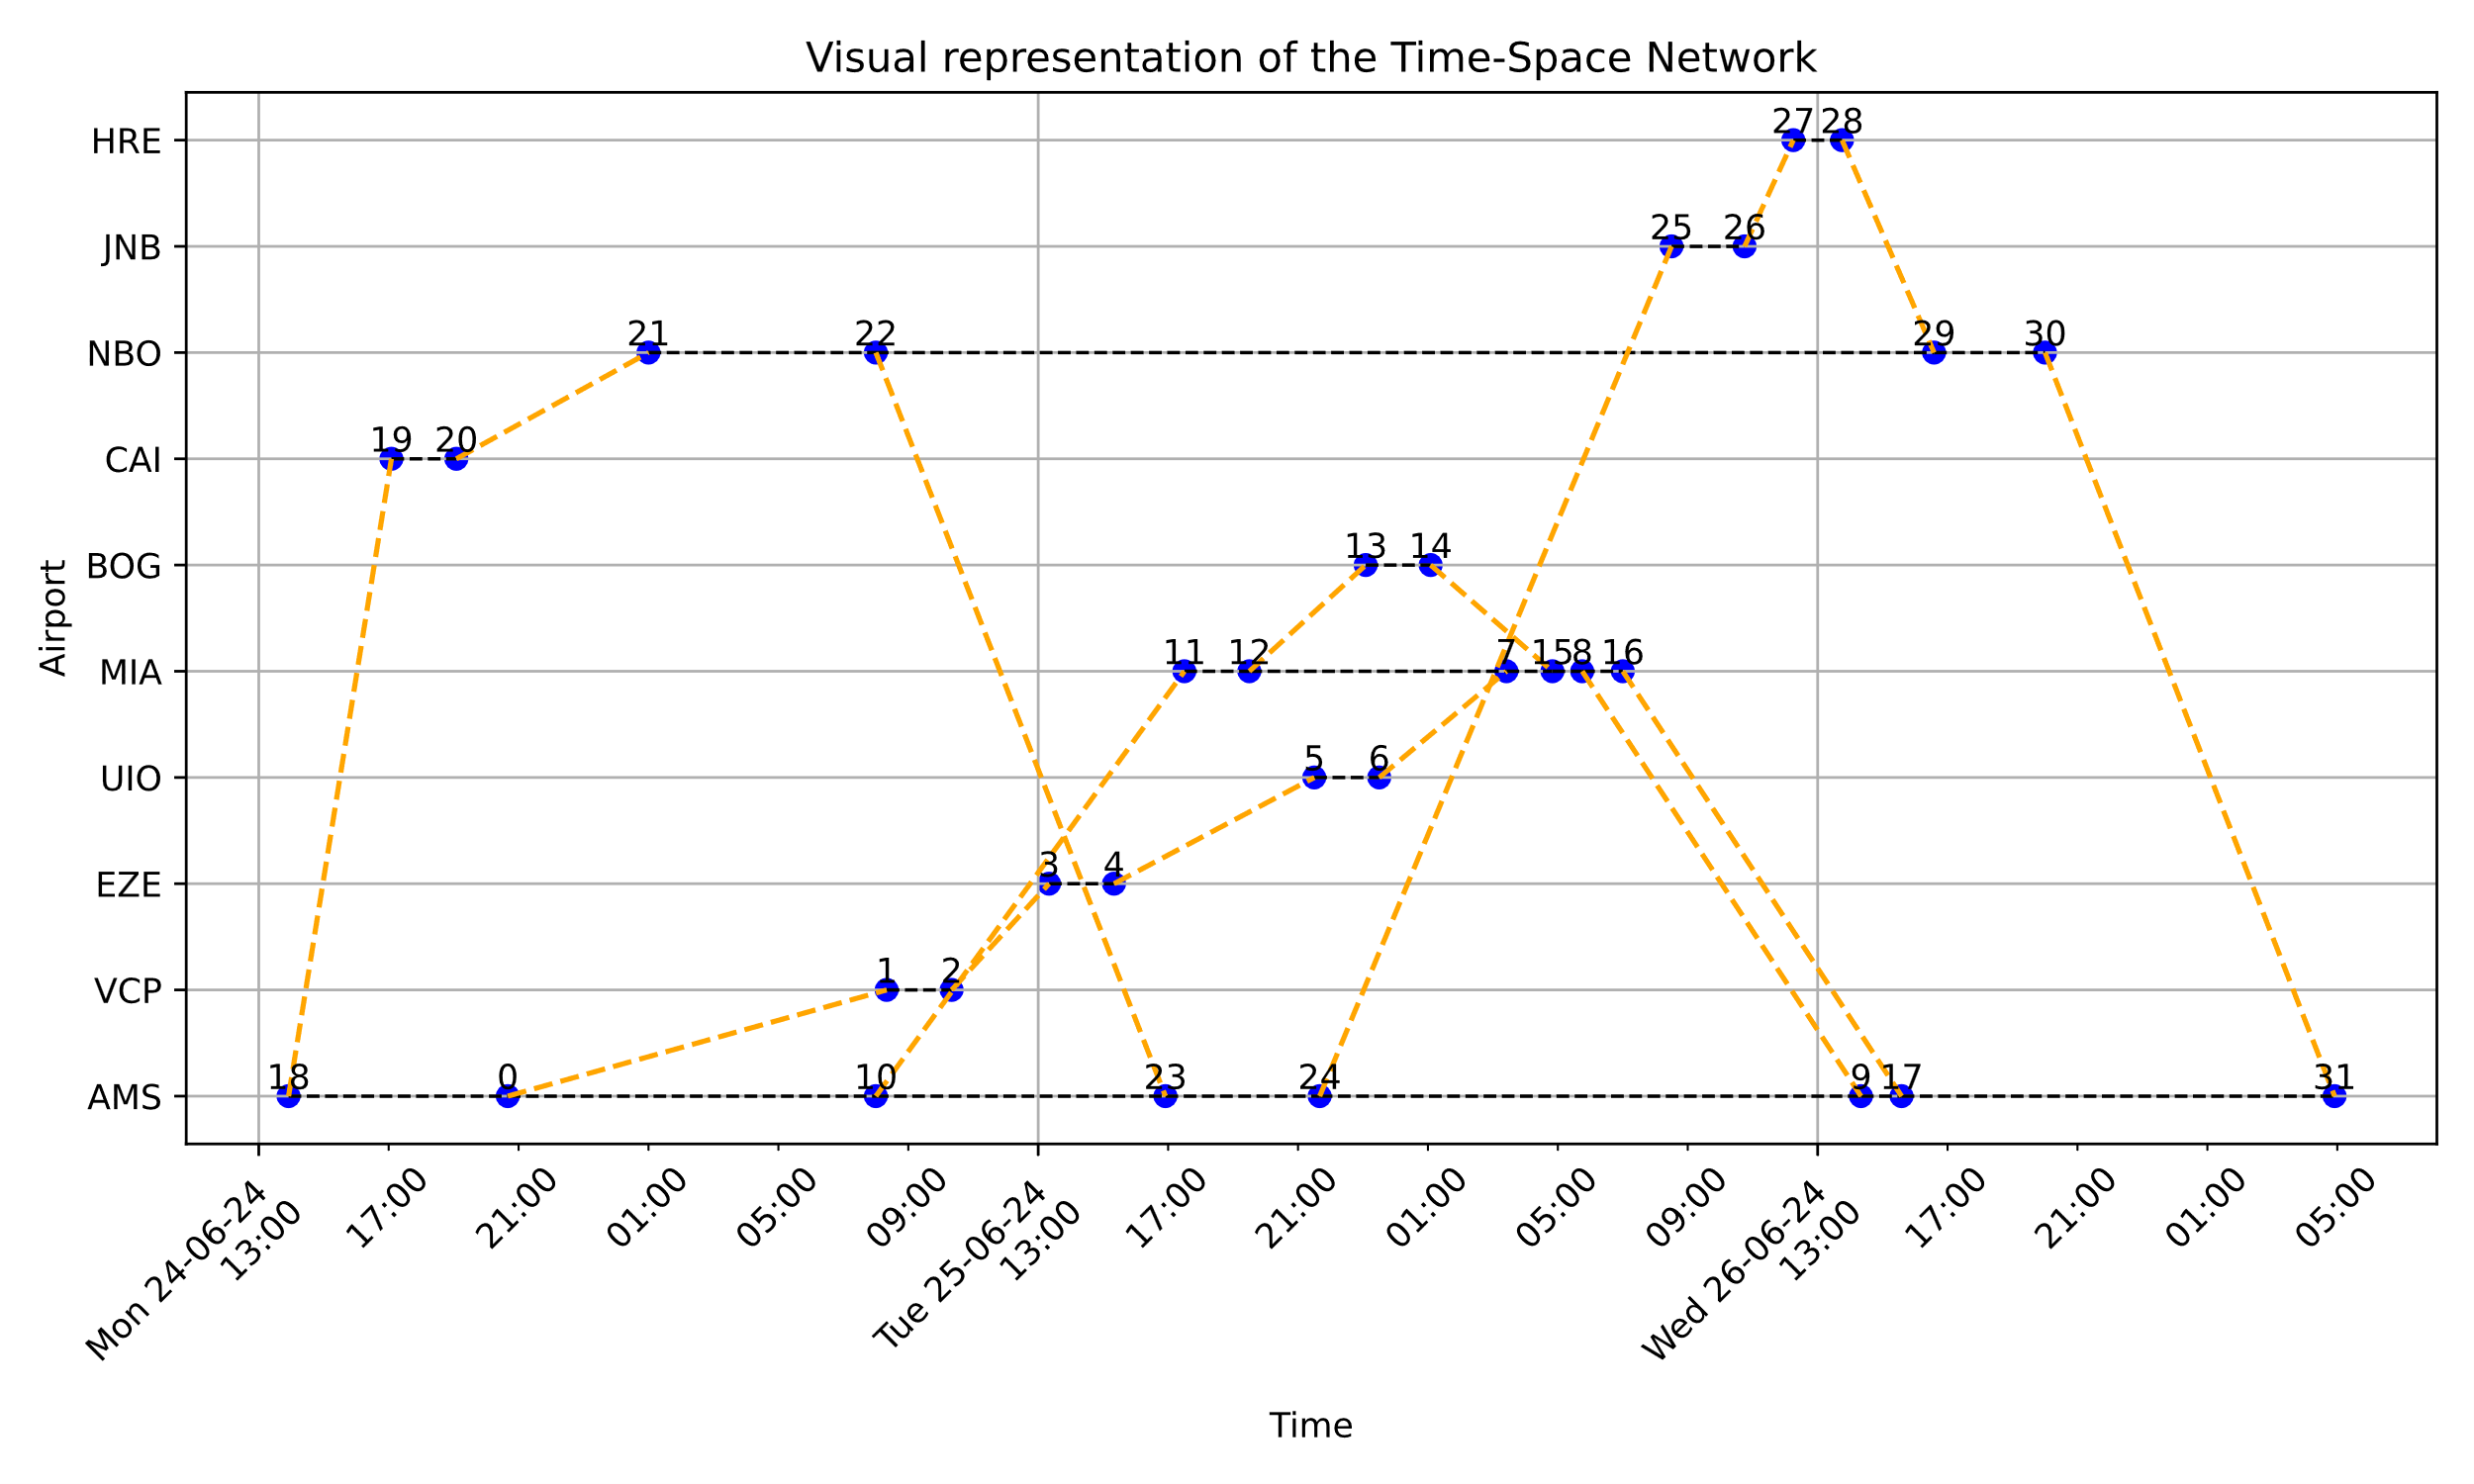 Visual representation of the Time-Space Network
Airport
HRE
27 28
JNB
25 26
NBO
21 22 29 30
CAI
19 20
BOG
13 14
MIA
11 12 7 15 8 16
UIO
5 6
EZE
3 4
VCP
1 2
AMS
18 0 10 23 24 9 17 31
Mon 24-06-24
13:00
17:00
21:00
01:00
05:00
09:00
Tue 25-06-24
13:00
17:00
21:00
01:00
05:00
09:00
Wed 26-06-24
13:00
17:00
21:00
01:00
05:00
Time